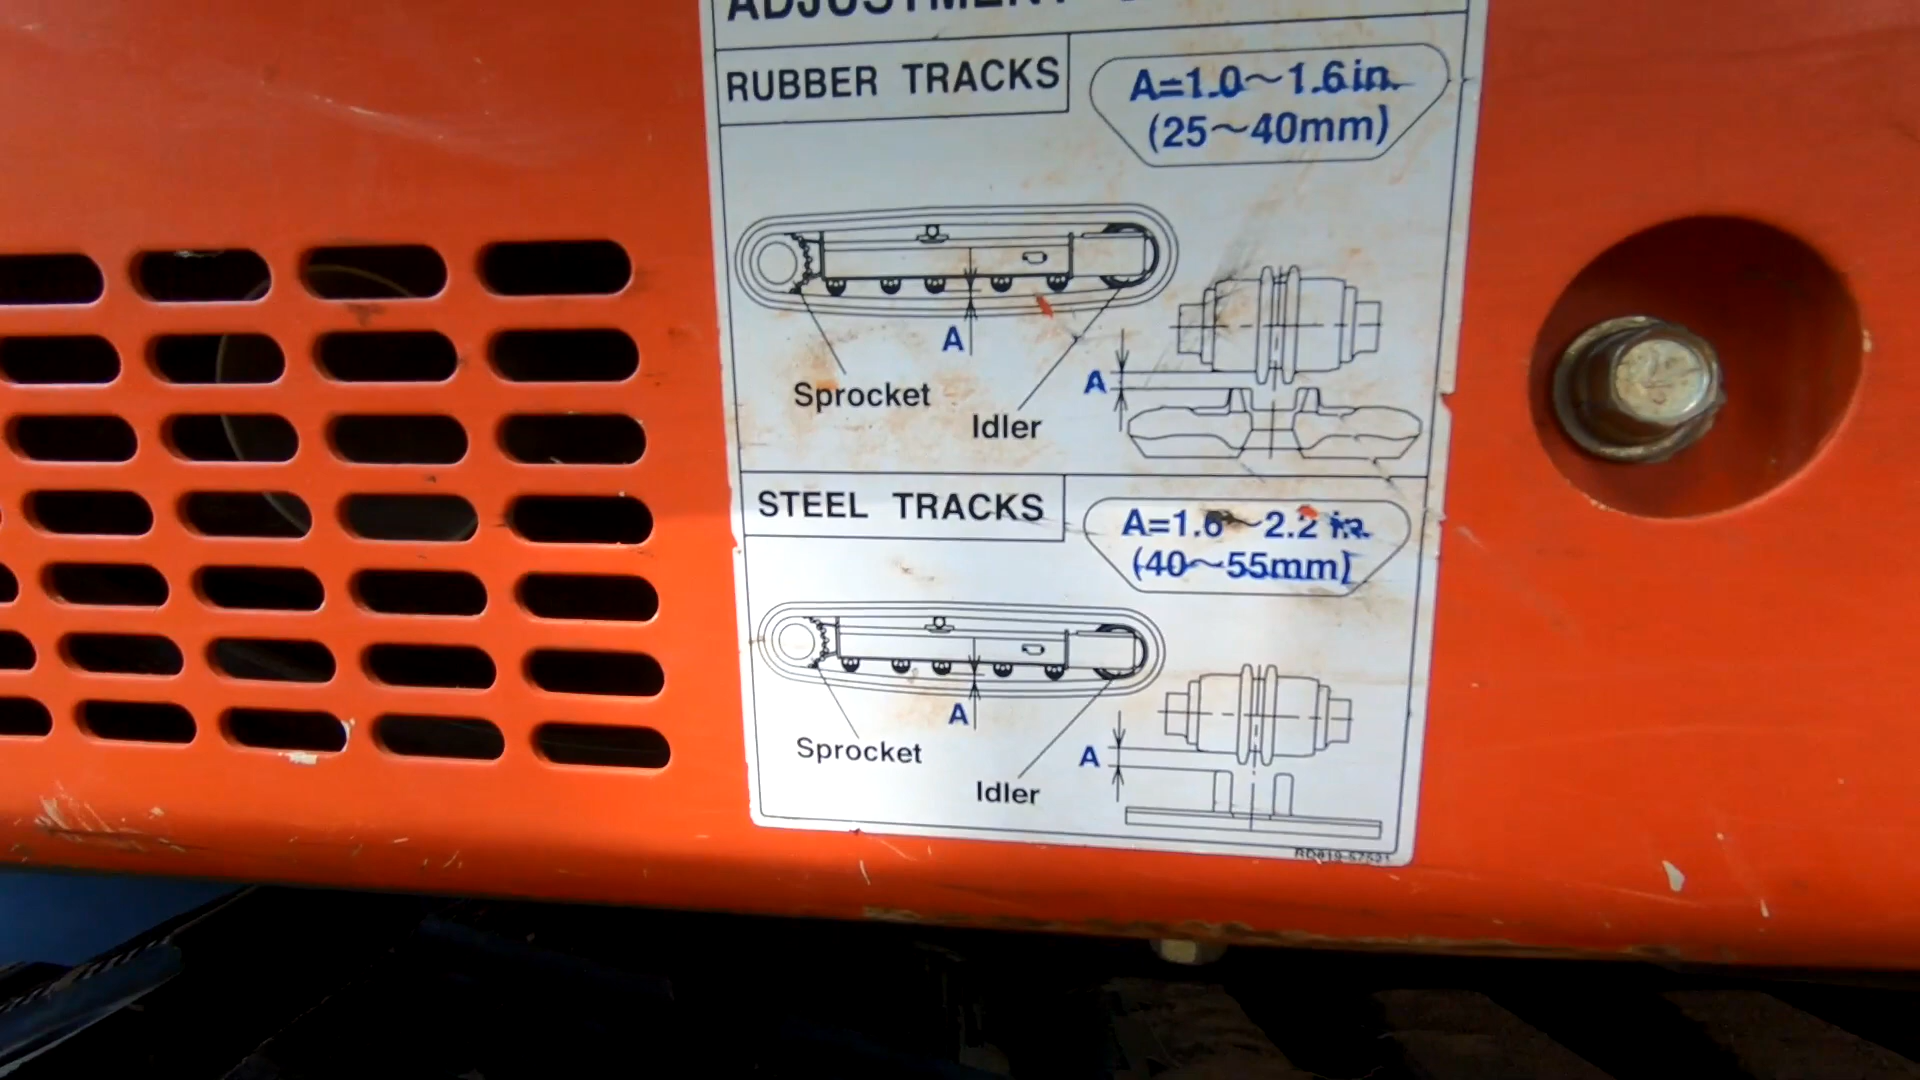 ADJUSTMENT
RUBBER TRACKS
A=1.0~1.6in.
(25~40mm)
A
Sprocket
Idler
A
STEEL TRACKS
A=1.6~2.2 in.
(40~55mm)
A
Sprocket
Idler
A